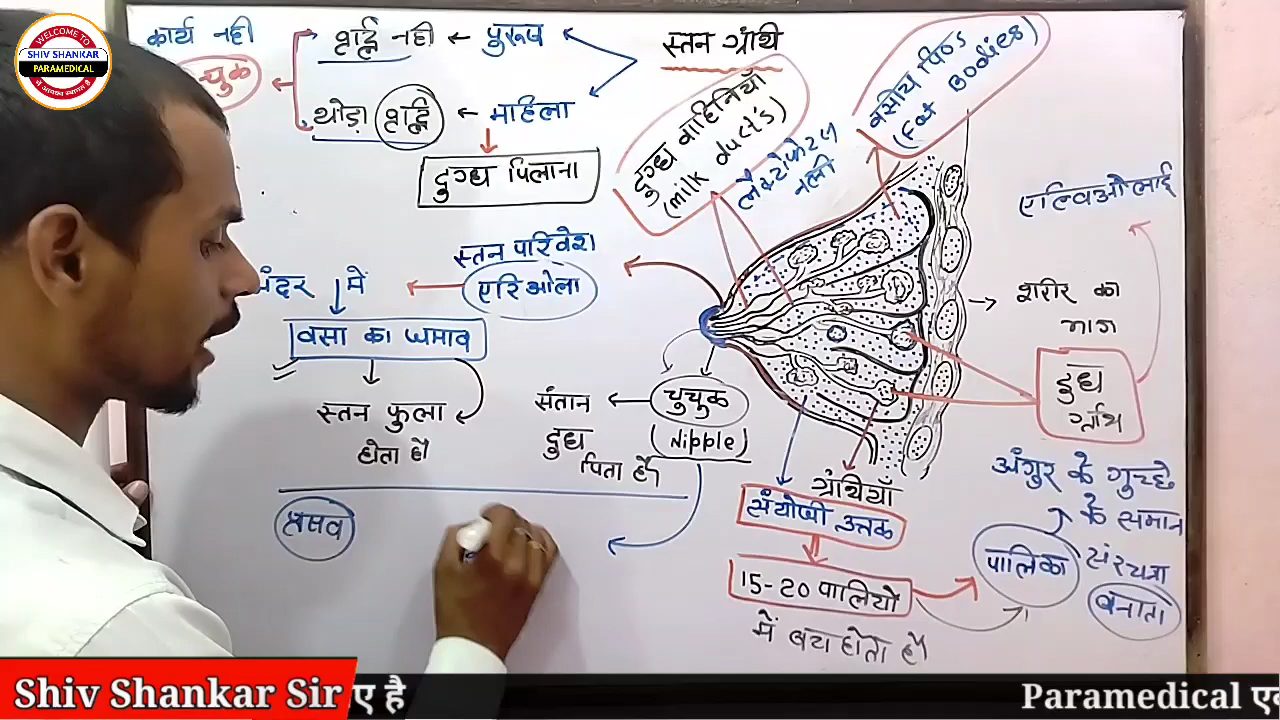 WELCOME TO
SHIV SHANKAR
PARAMEDICAL
कार्य नही
चुक
वृद्धि नही ← पुरूष
थोड़ा वृद्धि ← माहिला
दुग्ध पिलाना
स्तन ग्रंथि
दुग्ध वाहिनियाँ
(milk duct's)
लैक्टोफेरस
नली
वसीय पिण्ड
(Fat Bodies)
एल्विओलाई
शरीर का
भाग
दुग्ध
ग्रंथि
स्तन परिवेश
एरिओला
अंदर में
वसा का जमाव
स्तन फुला
होता है
चुचुक
(Nipple)
संतान
दुग्ध
पिता है
ग्रंथियाँ
संयोजी उत्तक
15-20 पालियो
में बटा होता है
पालिका
अंगुर के गुच्छे
के समान
संरचना
बनाता
प्रसव
Shiv Shankar Sir
ए है
Paramedical